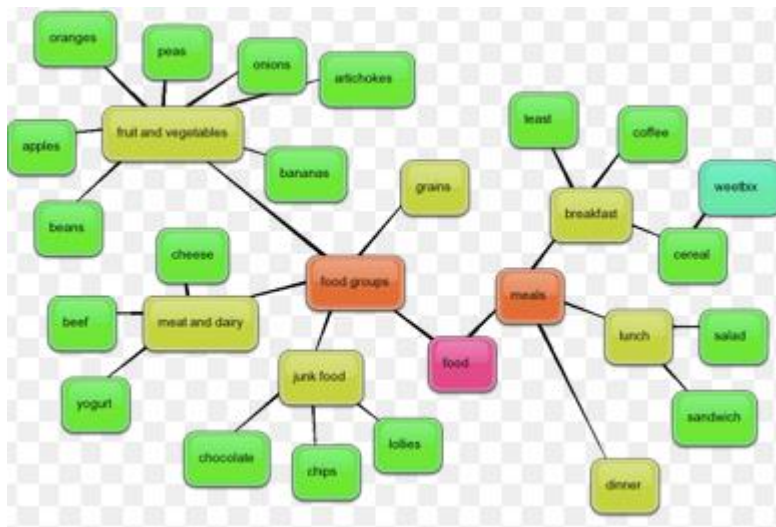 oranges
peas
onions
artichokes
apples
fruit and vegetables
bananas
beans
grains
cheese
food groups
beef
meat and dairy
yogurt
junk food
chocolate
chips
lollies
food
toast
coffee
weetbix
breakfast
cereal
meals
lunch
salad
sandwich
dinner